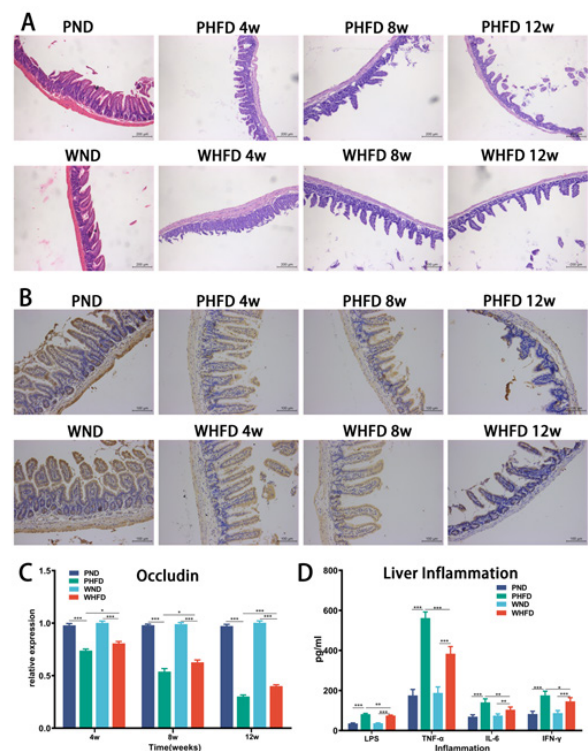 A
PND
PHFD 4w
PHFD 8w
PHFD 12w
WND
WHFD 4w
WHFD 8w
WHFD 12w
B
PND
PHFD 4w
PHFD 8w
PHFD 12w
WND
WHFD 4w
WHFD 8w
WHFD 12w
C
Occludin
PND
PHFD
WND
WHFD
relative expression
1.5
1.0
0.5
0.0
4w
8w
12w
Time(weeks)
D
Liver Inflammation
PND
PHFD
WND
WHFD
pg/ml
800
600
400
200
0
LPS
TNF-α
IL-6
IFN-γ
Inflammation